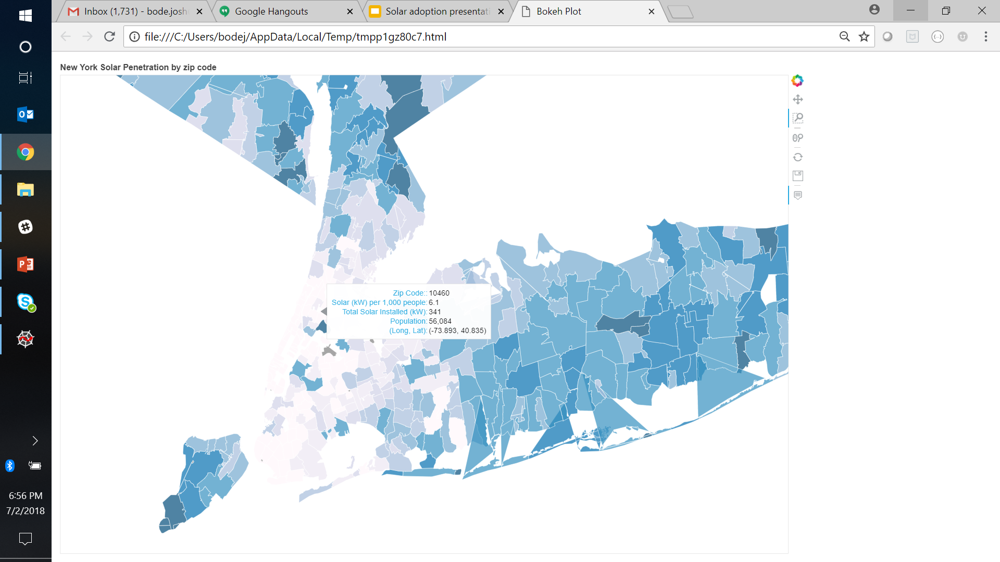 Inbox (1,731) - bode.josh
Google Hangouts
Solar adoption presentati
Bokeh Plot
file:///C:/Users/bodej/AppData/Local/Temp/tmpp1gz80c7.html
New York Solar Penetration by zip code
Zip Code:: 10460
Solar (kW) per 1,000 people: 6.1
Total Solar Installed (kW): 341
Population: 56,084
(Long, Lat): (-73.893, 40.835)
6:56 PM
7/2/2018